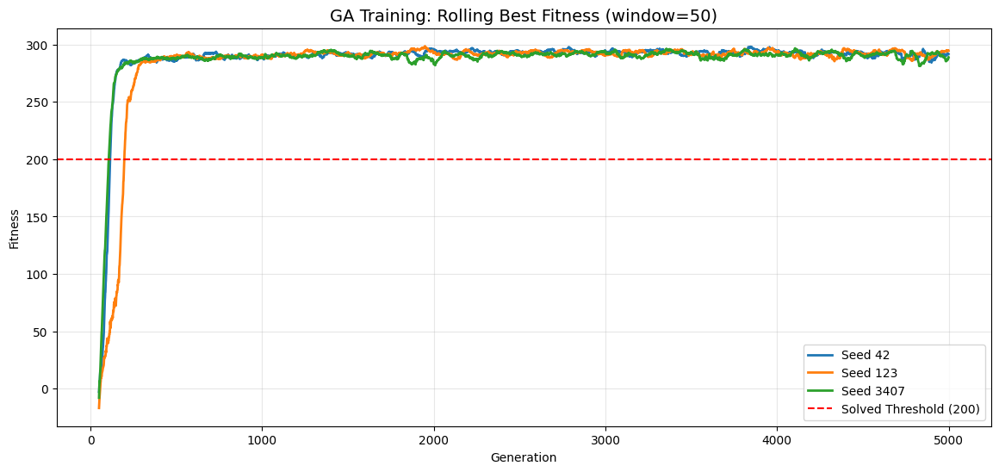 GA Training: Rolling Best Fitness (window=50)
300
250
200
150
100
50
0
Fitness
0 1000 2000 3000 4000 5000
Generation
Seed 42
Seed 123
Seed 3407
Solved Threshold (200)